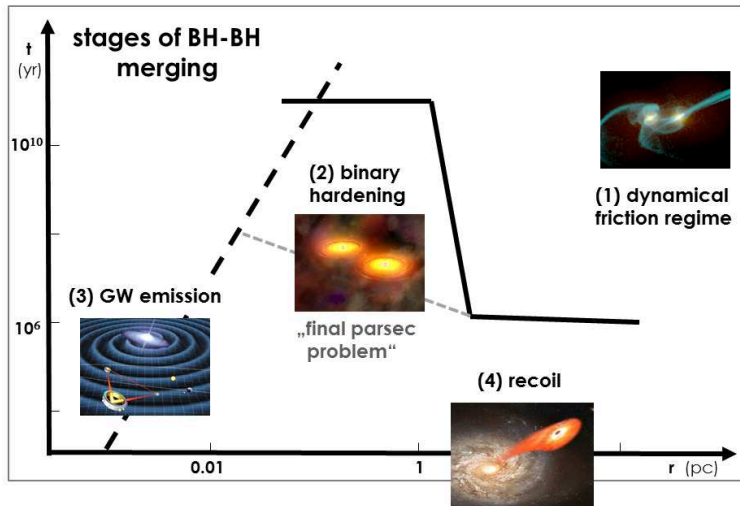 stages of BH-BH
merging
t
(yr)
10¹⁰
(2) binary
hardening
(1) dynamical
friction regime
(3) GW emission
10⁶
„final parsec
problem“
(4) recoil
0.01
1
r (pc)